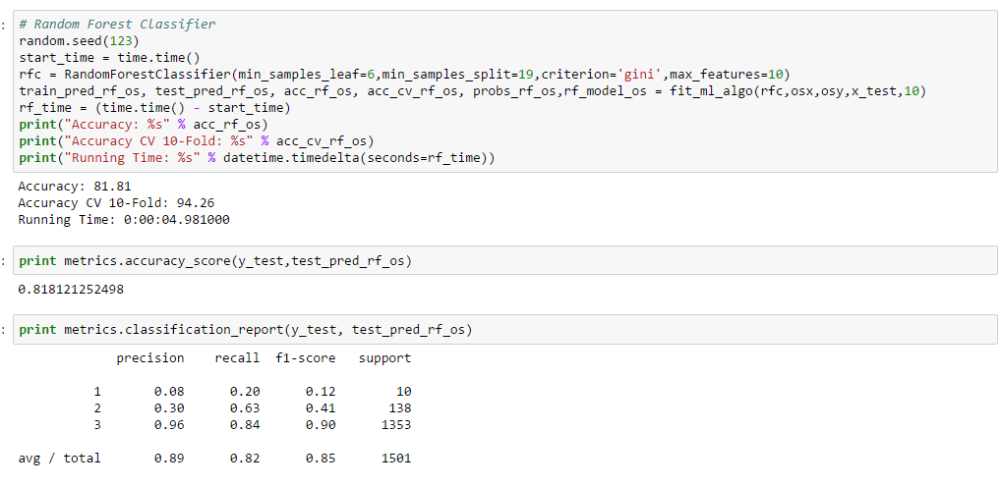 # Random Forest Classifier
random.seed(123)
start_time = time.time()
rfc = RandomForestClassifier(min_samples_leaf=6,min_samples_split=19,criterion='gini',max_features=10)
train_pred_rf_os, test_pred_rf_os, acc_rf_os, acc_cv_rf_os, probs_rf_os,rf_model_os = fit_ml_algo(rfc,osx,osy,x_test,10)
rf_time = (time.time() - start_time)
print("Accuracy: %s" % acc_rf_os)
print("Accuracy CV 10-Fold: %s" % acc_cv_rf_os)
print("Running Time: %s" % datetime.timedelta(seconds=rf_time))
Accuracy: 81.81
Accuracy CV 10-Fold: 94.26
Running Time: 0:00:04.981000
print metrics.accuracy_score(y_test,test_pred_rf_os)
0.818121252498
print metrics.classification_report(y_test, test_pred_rf_os)
precision recall f1-score support
1 0.08 0.20 0.12 10
2 0.30 0.63 0.41 138
3 0.96 0.84 0.90 1353
avg / total 0.89 0.82 0.85 1501